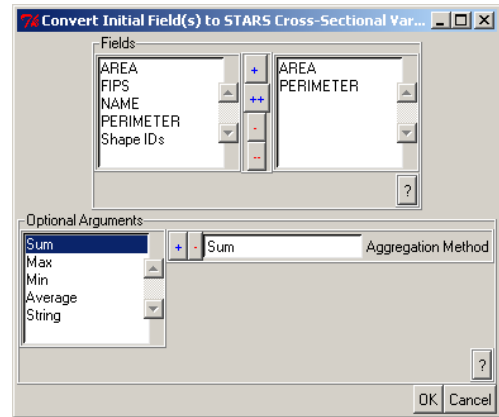 Convert Initial Field(s) to STARS Cross-Sectional Var...
Fields
AREA
FIPS
NAME
PERIMETER
Shape IDs
+
++
-
--
AREA
PERIMETER
?
Optional Arguments
Sum
Max
Min
Average
String
+ - Sum Aggregation Method
?
OK Cancel